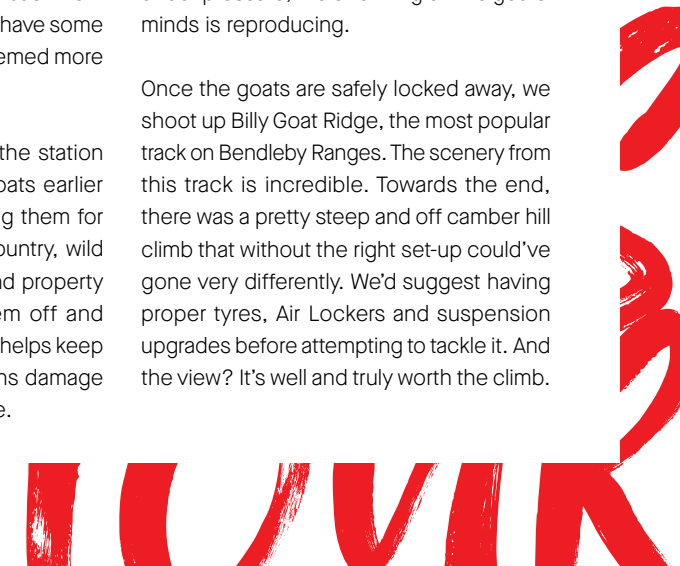 have some
emed more
the station
oats earlier
g them for
ountry, wild
nd property
em off and
helps keep
ns damage
e.
minds is reproducing.
Once the goats are safely locked away, we
shoot up Billy Goat Ridge, the most popular
track on Bendleby Ranges. The scenery from
this track is incredible. Towards the end,
there was a pretty steep and off camber hill
climb that without the right set-up could’ve
gone very differently. We’d suggest having
proper tyres, Air Lockers and suspension
upgrades before attempting to tackle it. And
the view? It’s well and truly worth the climb.